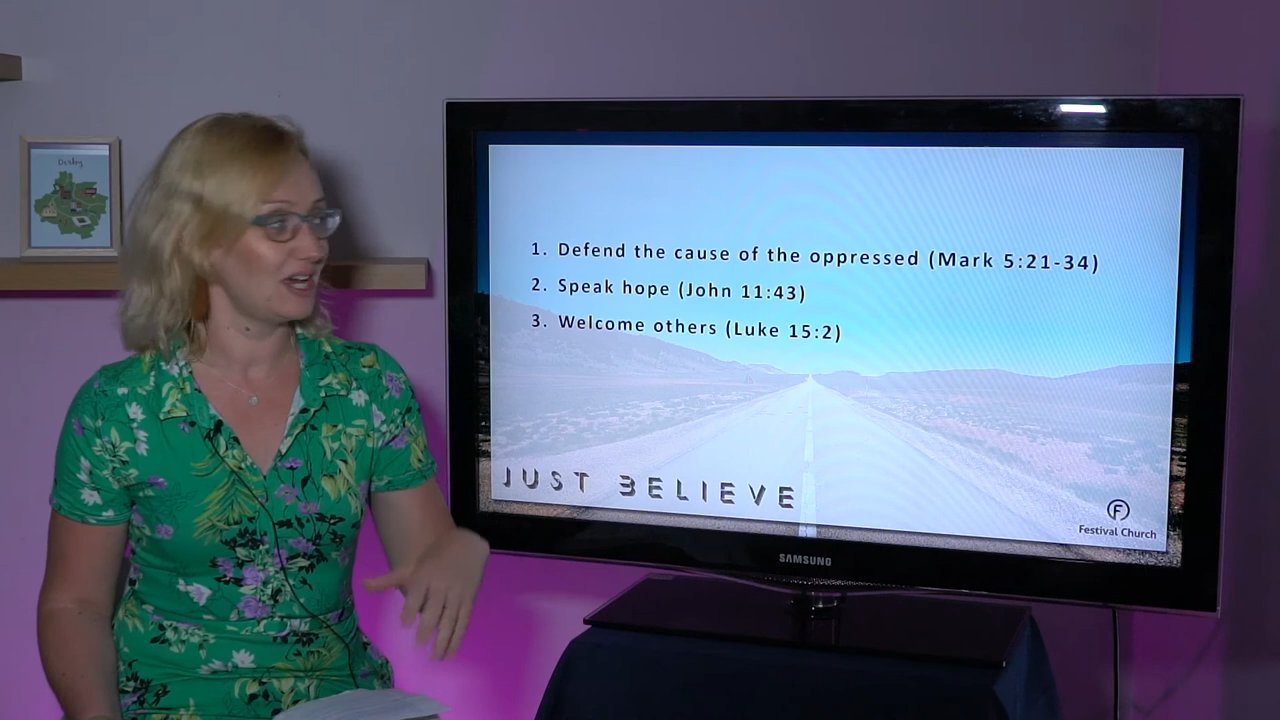 Derby
1. Defend the cause of the oppressed (Mark 5:21-34)
2. Speak hope (John 11:43)
3. Welcome others (Luke 15:2)
JUST BELIEVE
F
Festival Church
SAMSUNG